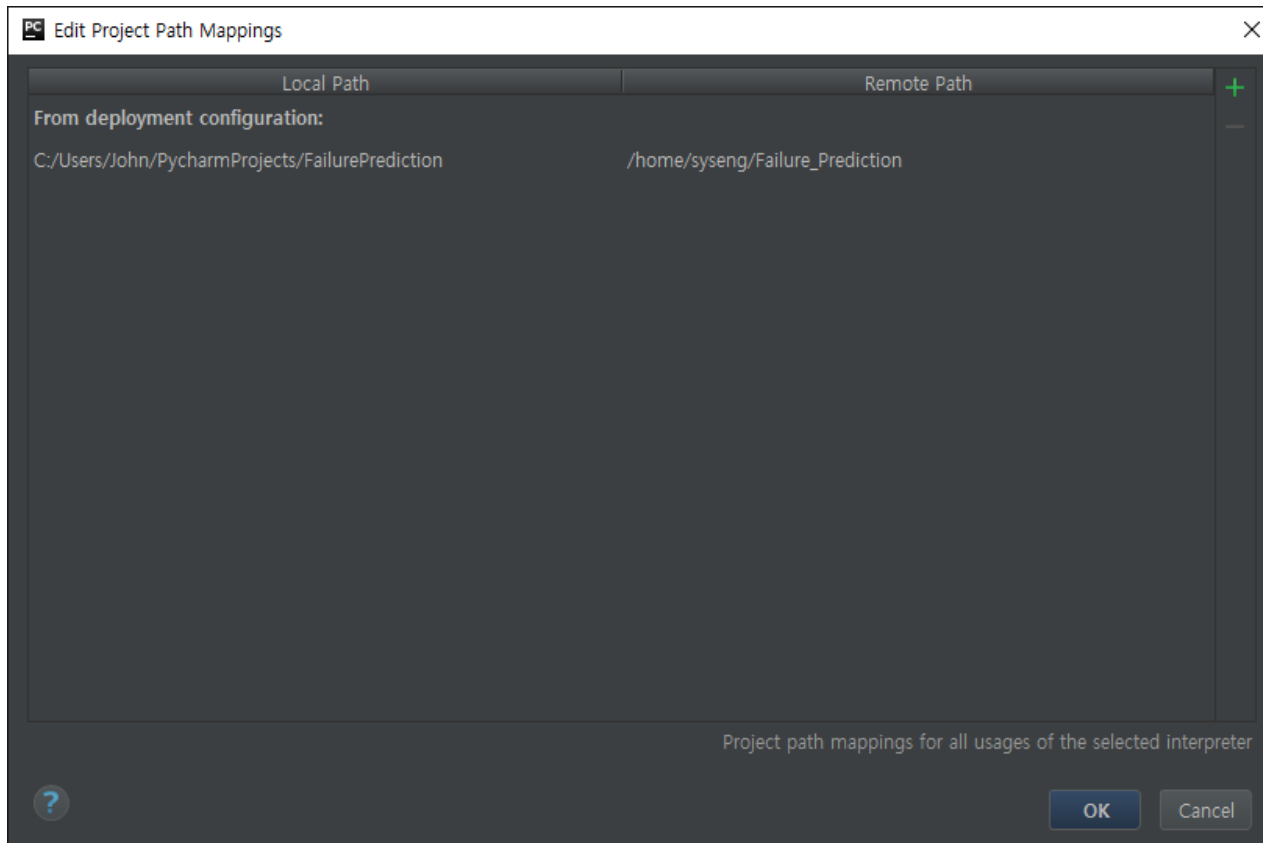 PC Edit Project Path Mappings
Local Path Remote Path
From deployment configuration:
C:/Users/John/PycharmProjects/FailurePrediction /home/syseng/Failure_Prediction
Project path mappings for all usages of the selected interpreter
? OK Cancel